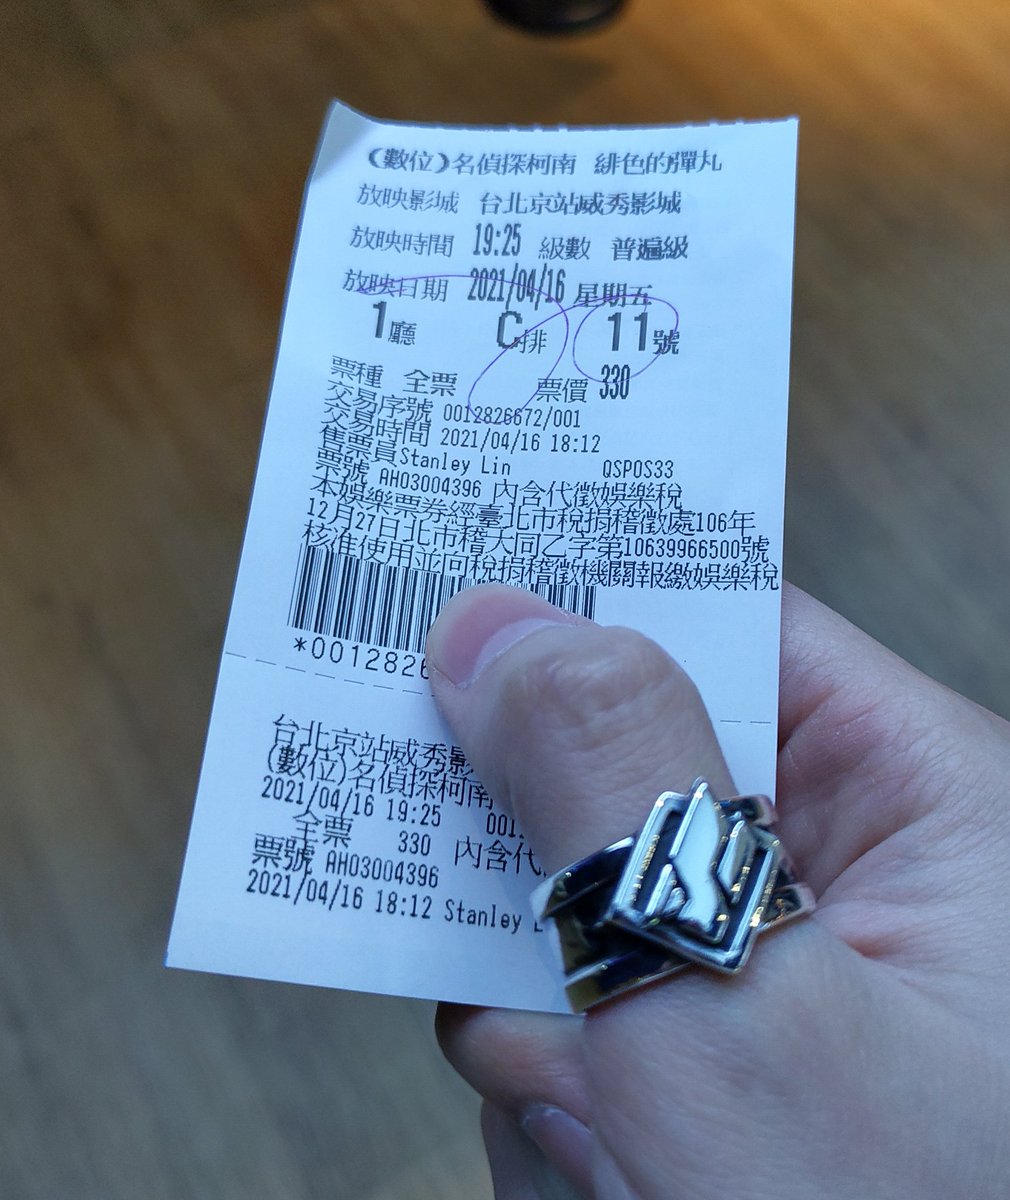 (數位)名偵探柯南 緋色的彈丸
放映影城 台北京站威秀影城
放映時間 19:25 級數 普遍級
放映日期 2021/04/16 星期五
1廳 C排 11號
票種 全票 票價 330
交易序號 0012826672/001
交易時間 2021/04/16 18:12
售票員Stanley Lin QSPOS33
票號 AH03004396 內含代徵娛樂稅
本娛樂票券經臺北市稅捐稽徵處106年
12月27日北市稽大同乙字第10639966500號
核准使用並向稅捐稽徵機關報繳娛樂稅
*0012826
台北京站威秀影
(數位)名偵探柯南
2021/04/16 19:25 001
全票 330 內含代
票號 AH03004396
2021/04/16 18:12 Stanley L